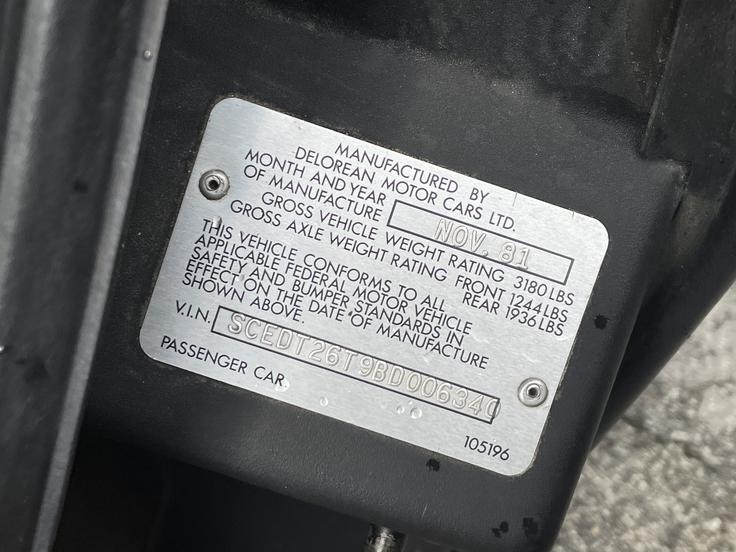 MANUFACTURED BY
DELOREAN MOTOR CARS LTD.
MONTH AND YEAR
OF MANUFACTURE NOV. 81
GROSS VEHICLE WEIGHT RATING 3180 LBS
GROSS AXLE WEIGHT RATING FRONT 1244 LBS
REAR 1936 LBS
THIS VEHICLE CONFORMS TO ALL
APPLICABLE FEDERAL MOTOR VEHICLE
SAFETY AND BUMPER STANDARDS IN
EFFECT ON THE DATE OF MANUFACTURE
SHOWN ABOVE.
V.I.N. SCEDT26T9BD006340
PASSENGER CAR
105196